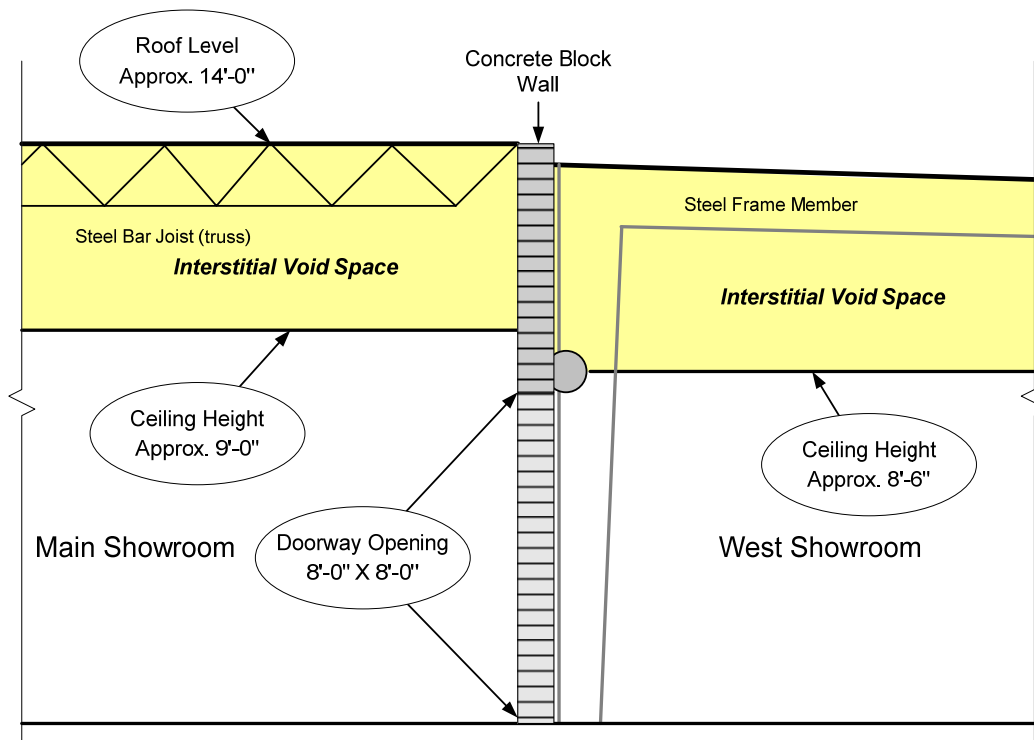 Roof Level
Approx. 14'-0"
Concrete Block
Wall
Steel Frame Member
Steel Bar Joist (truss)
Interstitial Void Space
Interstitial Void Space
Ceiling Height
Approx. 9'-0"
Ceiling Height
Approx. 8'-6"
Main Showroom
Doorway Opening
8'-0" X 8'-0"
West Showroom